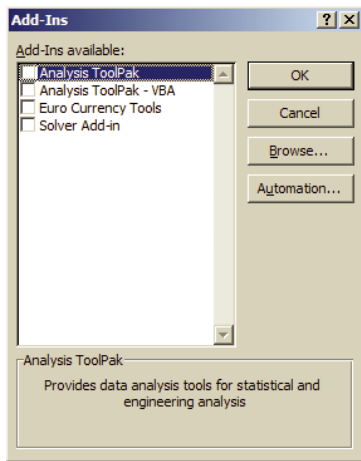 Add-Ins
Add-Ins available:
Analysis ToolPak
Analysis ToolPak - VBA
Euro Currency Tools
Solver Add-in
OK
Cancel
Browse...
Automation...
Analysis ToolPak
Provides data analysis tools for statistical and
engineering analysis